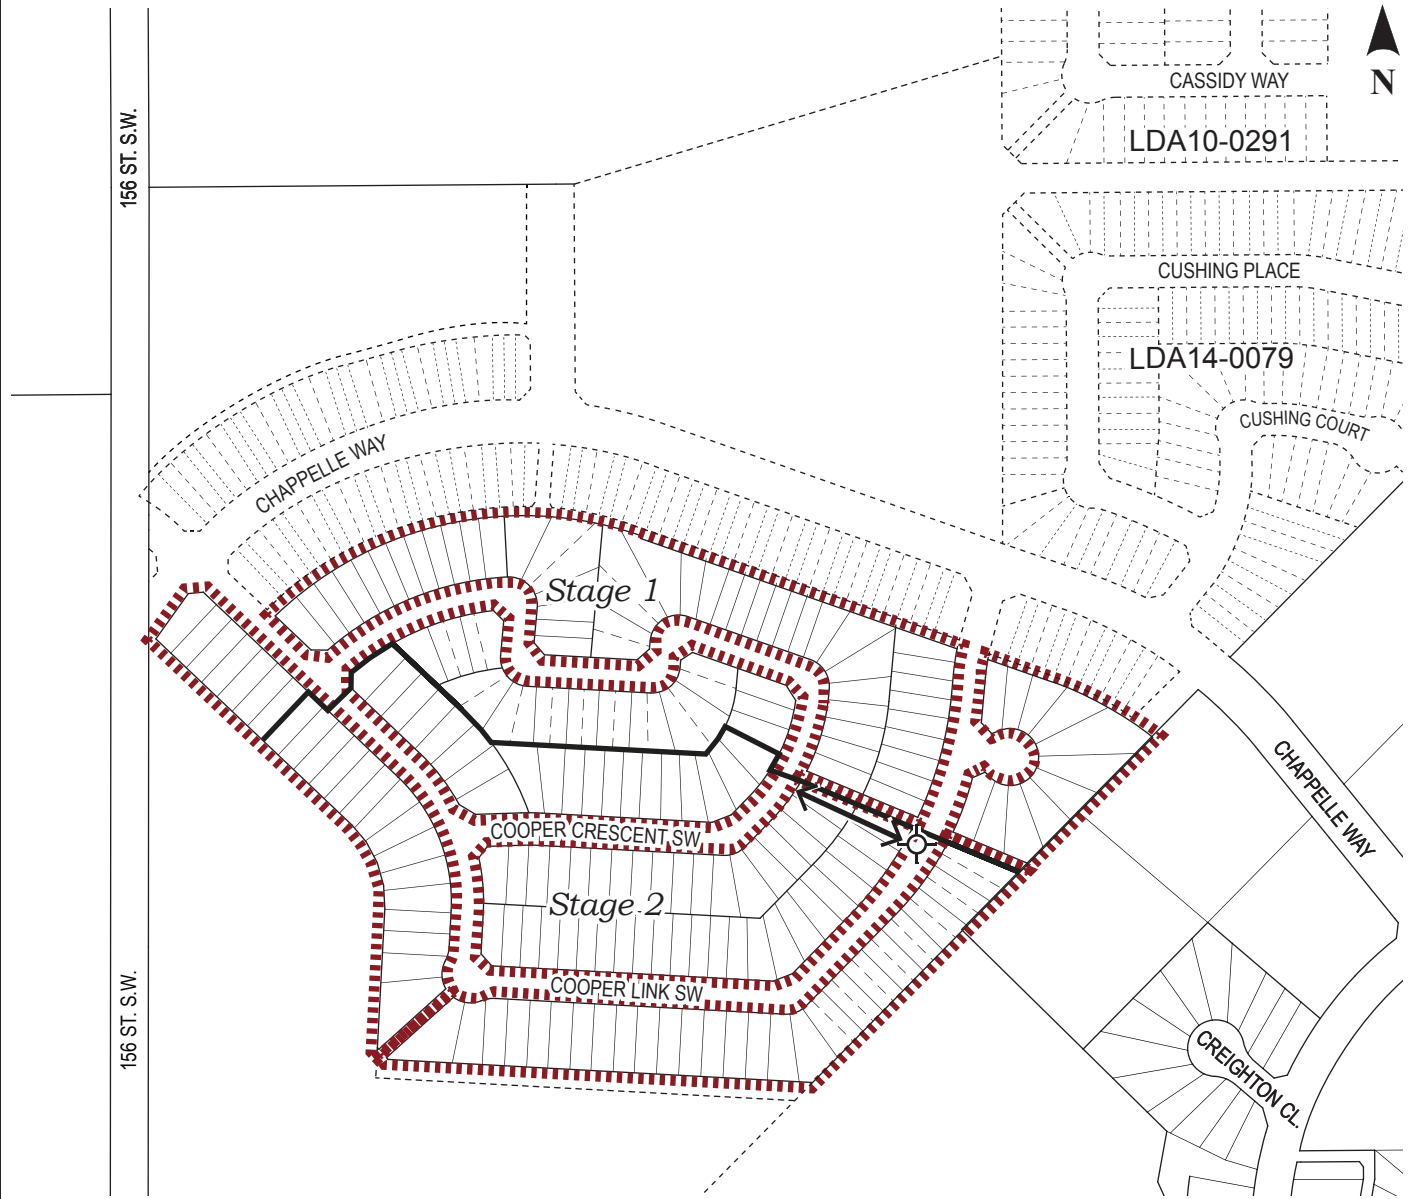 CASSIDY WAY
N
LDA10-0291
156 ST. S.W.
CUSHING PLACE
LDA14-0079
CUSHING COURT
CHAPPELLE WAY
Stage 1
CHAPPELLE WAY
COOPER CRESCENT SW
Stage 2
COOPER LINK SW
156 ST. S.W.
CREIGHTON CL.